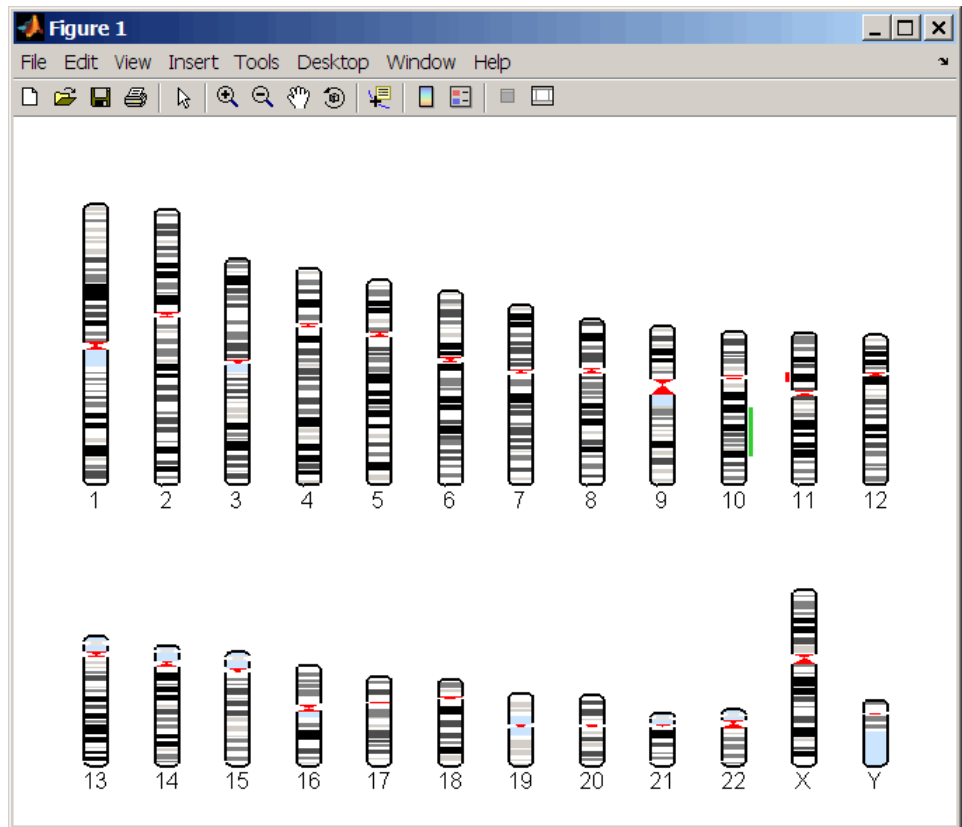 Figure 1
File Edit View Insert Tools Desktop Window Help
1 2 3 4 5 6 7 8 9 10 11 12
13 14 15 16 17 18 19 20 21 22 X Y